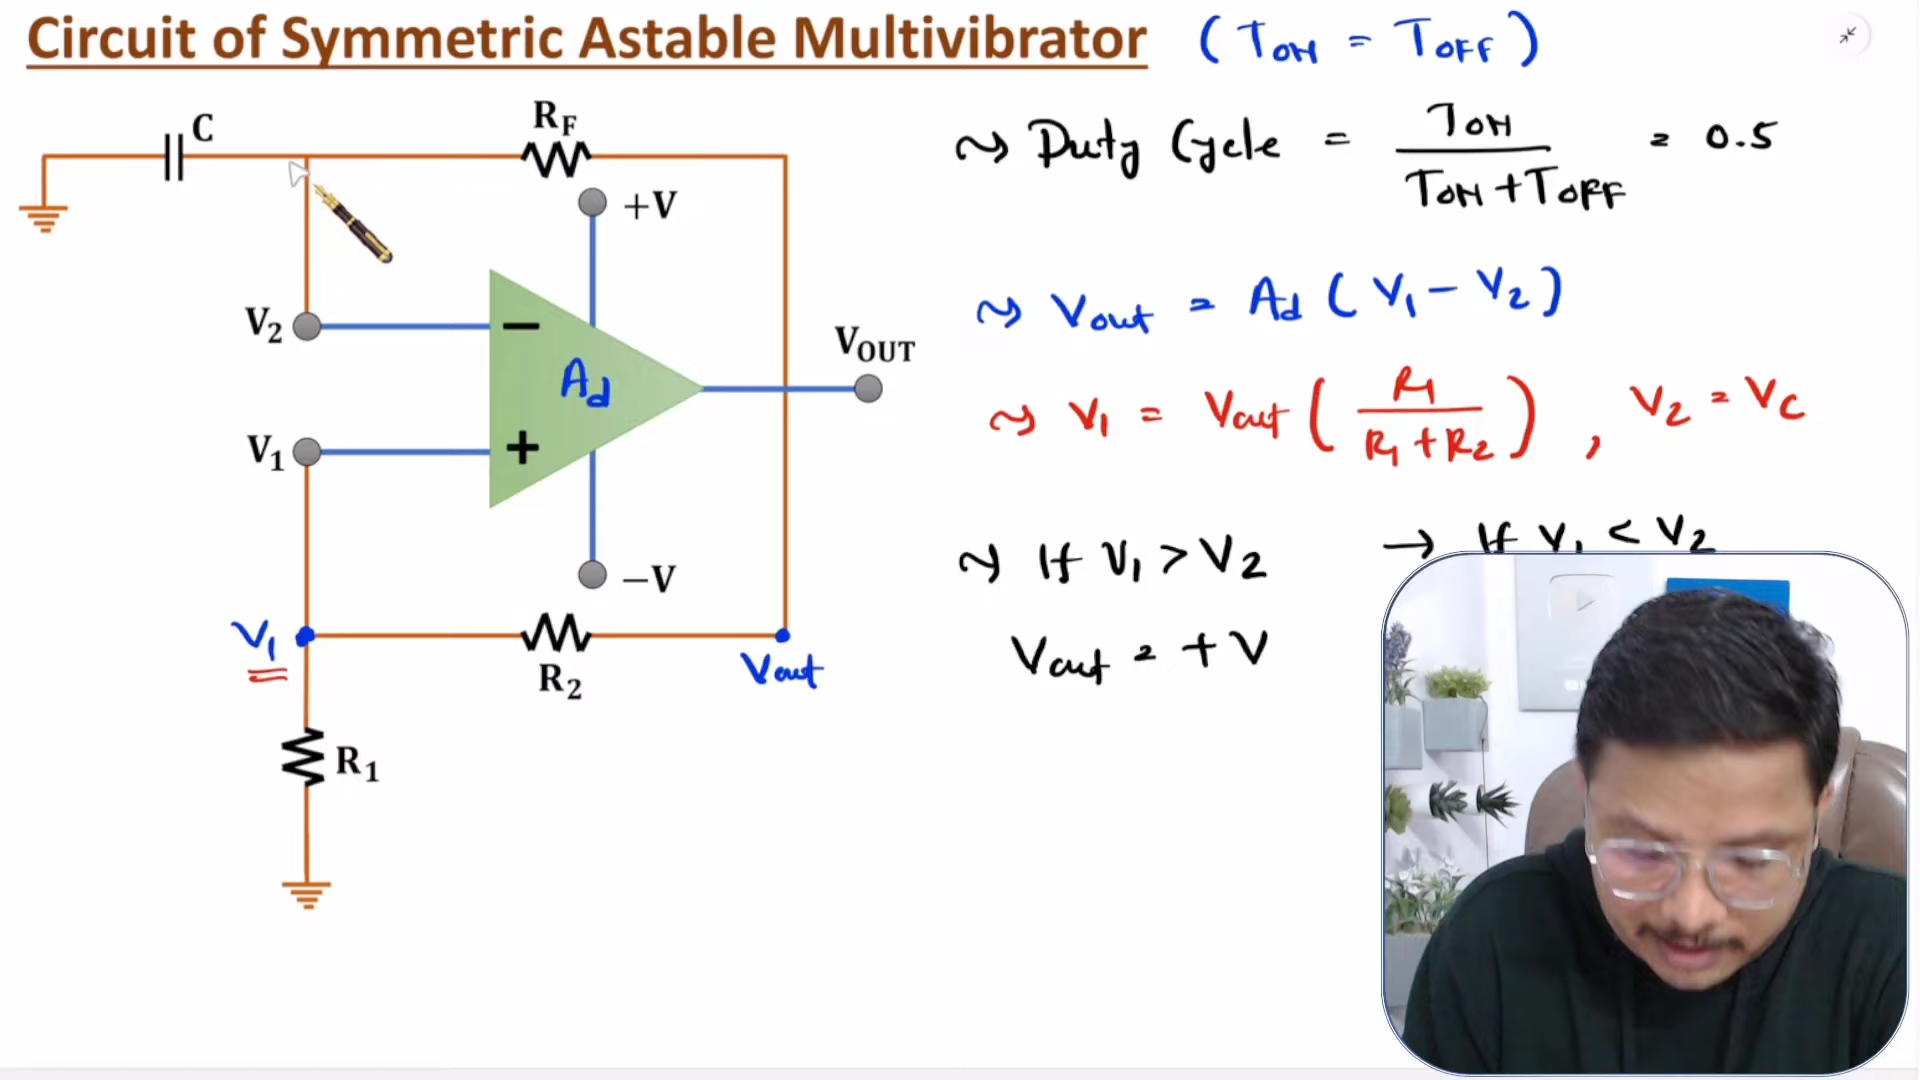 Circuit of Symmetric Astable Multivibrator (TON = TOFF)
C
RF
+V
V2
−
Ad
VOUT
V1
+
−V
V1
R2
Vout
R1
Duty Cycle = TON / TON + TOFF = 0.5
Vout = Ad (V1 − V2)
V1 = Vout (R1 / R1 + R2) , V2 = VC
If V1 > V2 → If V1 < V2
Vout = +V